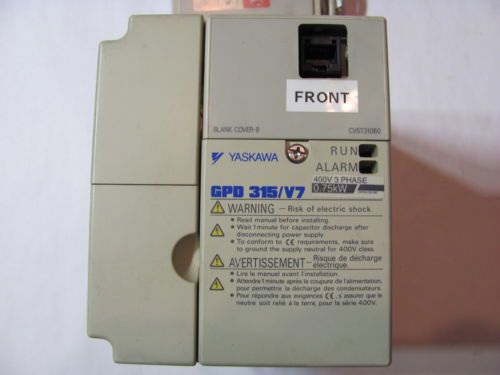 FRONT
BLANK COVER-B CVST31060
YASKAWA
RUN
ALARM
GPD 315/V7
400V 3 PHASE
0.75kW
WARNING – Risk of electric shock.
• Read manual before installing.
• Wait 1 minute for capacitor discharge after
disconnecting power supply
• To conform to CE requirements, make sure
to ground the supply neutral for 400V class.
AVERTISSEMENT – Risque de décharge
électrique.
• Lire le manuel avant l'installation.
• Attendre 1 minute après la coupure de l'alimentation,
pour permettre la décharge des condensateurs.
• Pour répondre aux exigences CE, s'assurer que le
neutre soit relié à la terre, pour la série 400V.